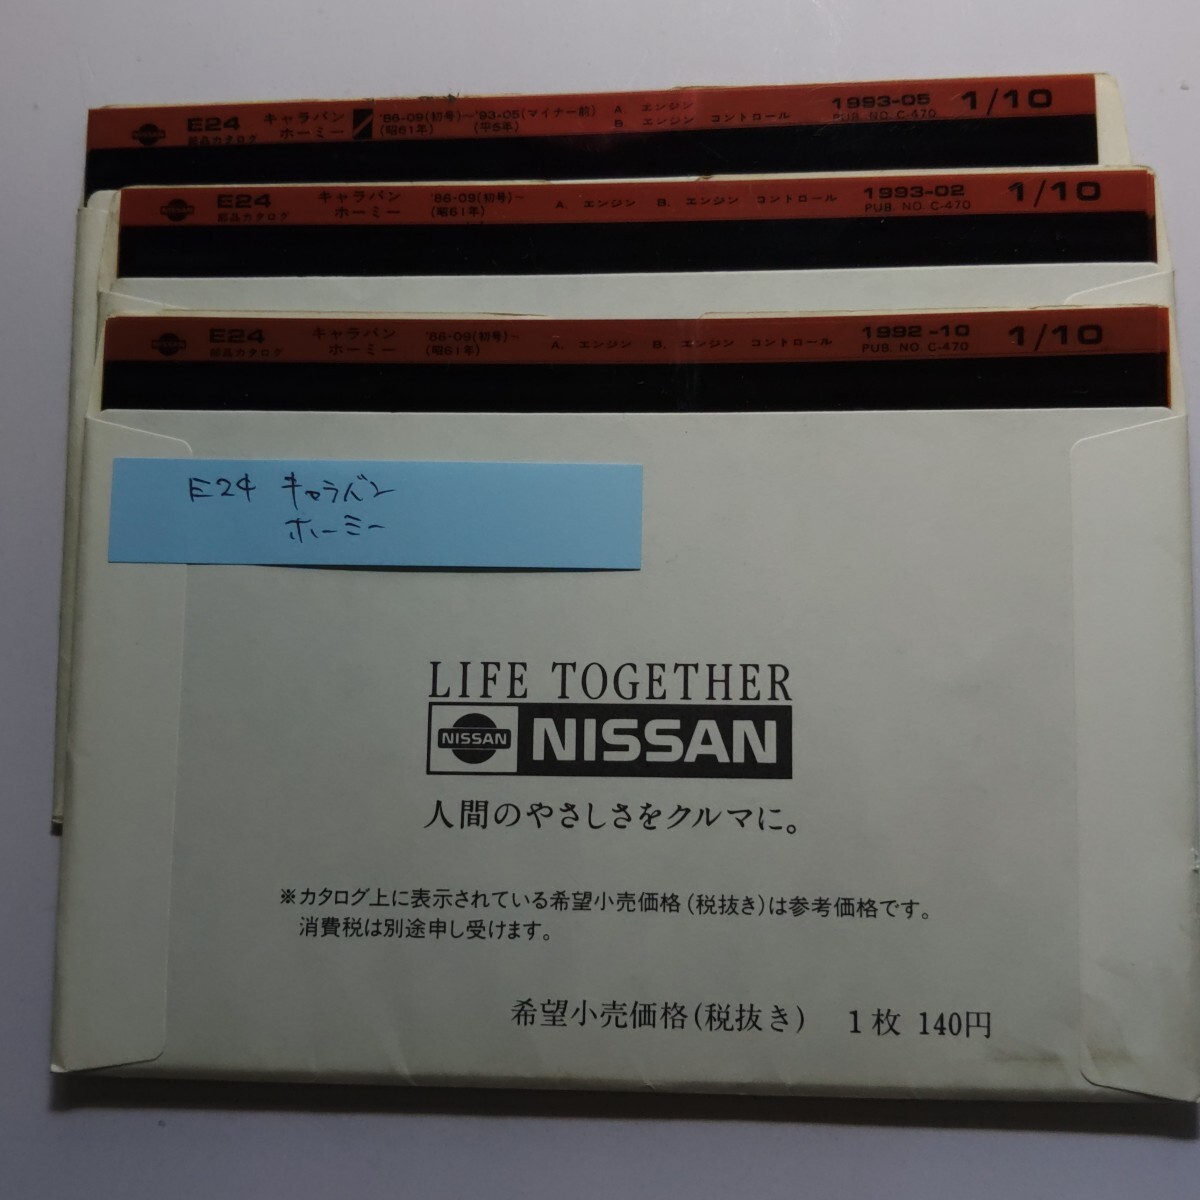 NISSAN E24 キャラバン '86·09(初号)~'93·05(マイナー前) A. エンジン 1993-05 1/10
部品カタログ ホーミー (昭61年) (平5年) B. エンジン コントロール PUB. NO. C-470
NISSAN E24 キャラバン '86·09(初号)~ A. エンジン B. エンジン コントロール 1993-02 1/10
部品カタログ ホーミー (昭61年) PUB. NO. C-470
NISSAN E24 キャラバン '86·09(初号)~ A. エンジン B. エンジン コントロール 1992-10 1/10
部品カタログ ホーミー (昭61年) PUB. NO. C-470
E24 キャラバン
ホーミー
LIFE TOGETHER
NISSAN NISSAN
人間のやさしさをクルマに。
※カタログ上に表示されている希望小売価格(税抜き)は参考価格です。
消費税は別途申し受けます。
希望小売価格(税抜き) 1枚 140円